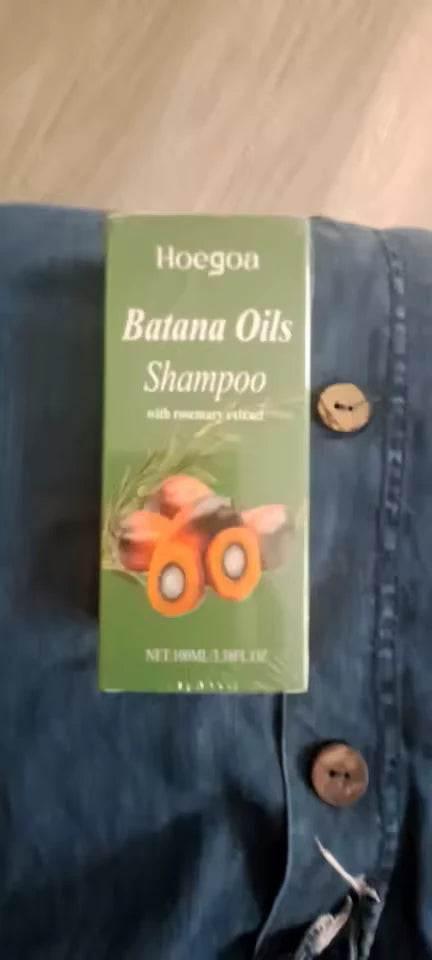 Hoegoa
Batana Oils
Shampoo
with rosemary extract
NET 100ML/3.38FL.OZ